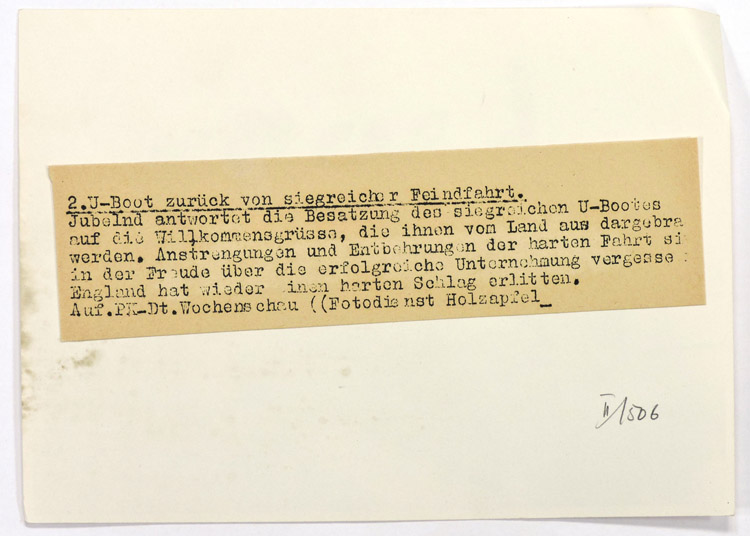 2.U-Boot zurück von siegreicher Feindfahrt.
Jubelnd antwortet die Besatzung des siegreichen U-Bootes
auf die Willkommensgrüsse, die ihnen vom Land aus dargebra
werden. Anstrengungen und Entbehrungen der harten Fahrt si
in der Freude über die erfolgreiche Unternehmung vergesse
England hat wieder einen harten Schlag erlitten.
Auf.PK-Dt.Wochenschau ((Fotodienst Holzapfel_
II/506